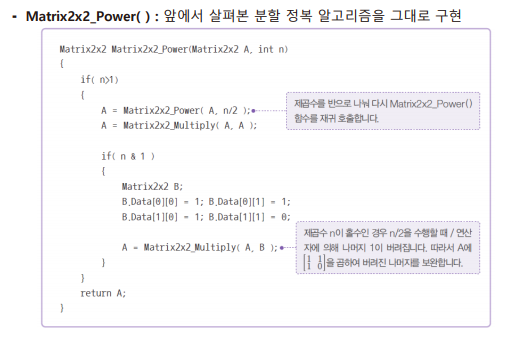 - Matrix2x2_Power( ) : 앞에서 살펴본 분할 정복 알고리즘을 그대로 구현
Matrix2x2 Matrix2x2_Power(Matrix2x2 A, int n)
{
if( n>1)
{
A = Matrix2x2_Power( A, n/2 );
A = Matrix2x2_Multiply( A, A );
제곱수를 반으로 나눠 다시 Matrix2x2_Power()
함수를 재귀 호출합니다.
if( n & 1 )
{
Matrix2x2 B;
B.Data[0][0] = 1; B.Data[0][1] = 1;
B.Data[1][0] = 1; B.Data[1][1] = 0;
A = Matrix2x2_Multiply( A, B );
제곱수 n이 홀수인 경우 n/2을 수행할 때 / 연산
자에 의해 나머지 1이 버려집니다. 따라서 A에
[1 1
1 0]을 곱하여 버려진 나머지를 보완합니다.
}
}
return A;
}